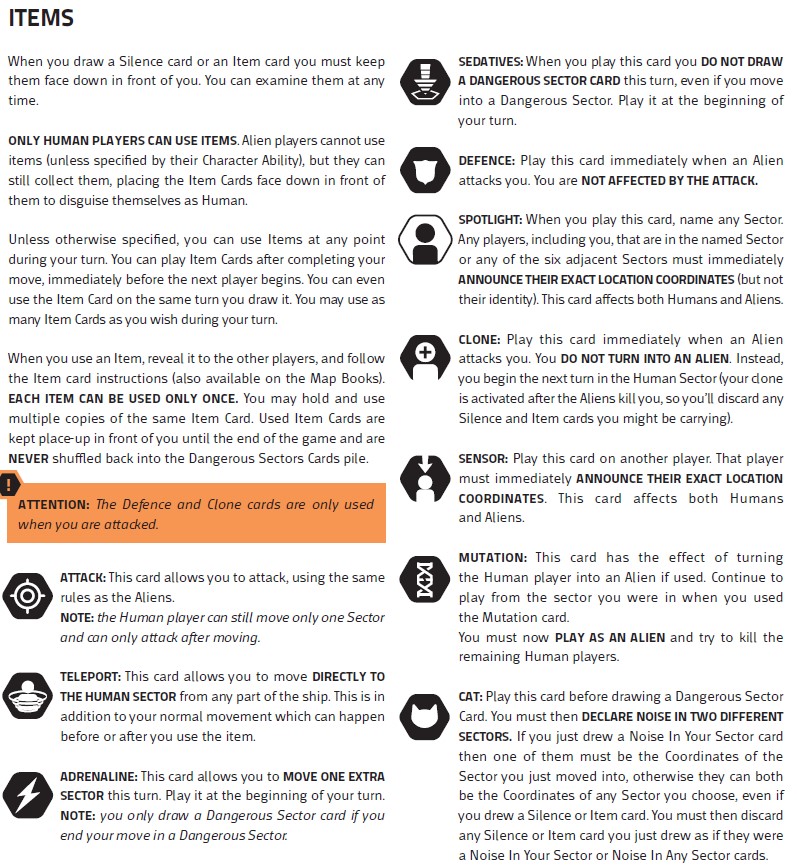 ITEMS
When you draw a Silence card or an Item card you must keep
them face down in front of you. You can examine them at any
time.
ONLY HUMAN PLAYERS CAN USE ITEMS. Alien players cannot use
items (unless specified by their Character Ability), but they can
still collect them, placing the Item Cards face down in front of
them to disguise themselves as Human.
Unless otherwise specified, you can use Items at any point
during your turn. You can play Item Cards after completing your
move, immediately before the next player begins. You can even
use the Item Card on the same turn you draw it. You may use as
many Item Cards as you wish during your turn.
When you use an Item, reveal it to the other players, and follow
the Item card instructions (also available on the Map Books).
EACH ITEM CAN BE USED ONLY ONCE. You may hold and use
multiple copies of the same Item Card. Used Item Cards are
kept place-up in front of you until the end of the game and are
NEVER shuffled back into the Dangerous Sectors Cards pile.
!
ATTENTION: The Defence and Clone cards are only used
when you are attacked.
ATTACK: This card allows you to attack, using the same
rules as the Aliens.
NOTE: the Human player can still move only one Sector
and can only attack after moving.
TELEPORT: This card allows you to move DIRECTLY TO
THE HUMAN SECTOR from any part of the ship. This is in
addition to your normal movement which can happen
before or after you use the item.
ADRENALINE: This card allows you to MOVE ONE EXTRA
SECTOR this turn. Play it at the beginning of your turn.
NOTE: you only draw a Dangerous Sector card if you
end your move in a Dangerous Sector.
SEDATIVES: When you play this card you DO NOT DRAW
A DANGEROUS SECTOR CARD this turn, even if you move
into a Dangerous Sector. Play it at the beginning of
your turn.
DEFENCE: Play this card immediately when an Alien
attacks you. You are NOT AFFECTED BY THE ATTACK.
SPOTLIGHT: When you play this card, name any Sector.
Any players, including you, that are in the named Sector
or any of the six adjacent Sectors must immediately
ANNOUNCE THEIR EXACT LOCATION COORDINATES (but not
their identity). This card affects both Humans and Aliens.
CLONE: Play this card immediately when an Alien
attacks you. You DO NOT TURN INTO AN ALIEN. Instead,
you begin the next turn in the Human Sector (your clone
is activated after the Aliens kill you, so you'll discard any
Silence and Item cards you might be carrying).
SENSOR: Play this card on another player. That player
must immediately ANNOUNCE THEIR EXACT LOCATION
COORDINATES. This card affects both Humans
and Aliens.
MUTATION: This card has the effect of turning
the Human player into an Alien if used. Continue to
play from the sector you were in when you used
the Mutation card.
You must now PLAY AS AN ALIEN and try to kill the
remaining Human players.
CAT: Play this card before drawing a Dangerous Sector
Card. You must then DECLARE NOISE IN TWO DIFFERENT
SECTORS. If you just drew a Noise In Your Sector card
then one of them must be the Coordinates of the
Sector you just moved into, otherwise they can both
be the Coordinates of any Sector you choose, even if
you drew a Silence or Item card. You must then discard
any Silence or Item card you just drew as if they were
a Noise In Your Sector or Noise In Any Sector cards.